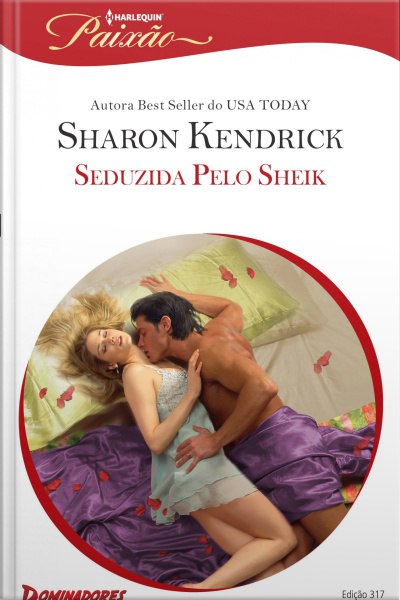 HARLEQUIN
Paixão
Autora Best Seller do USA TODAY
SHARON KENDRICK
SEDUZIDA PELO SHEIK
DOMINADORES
Edição 317